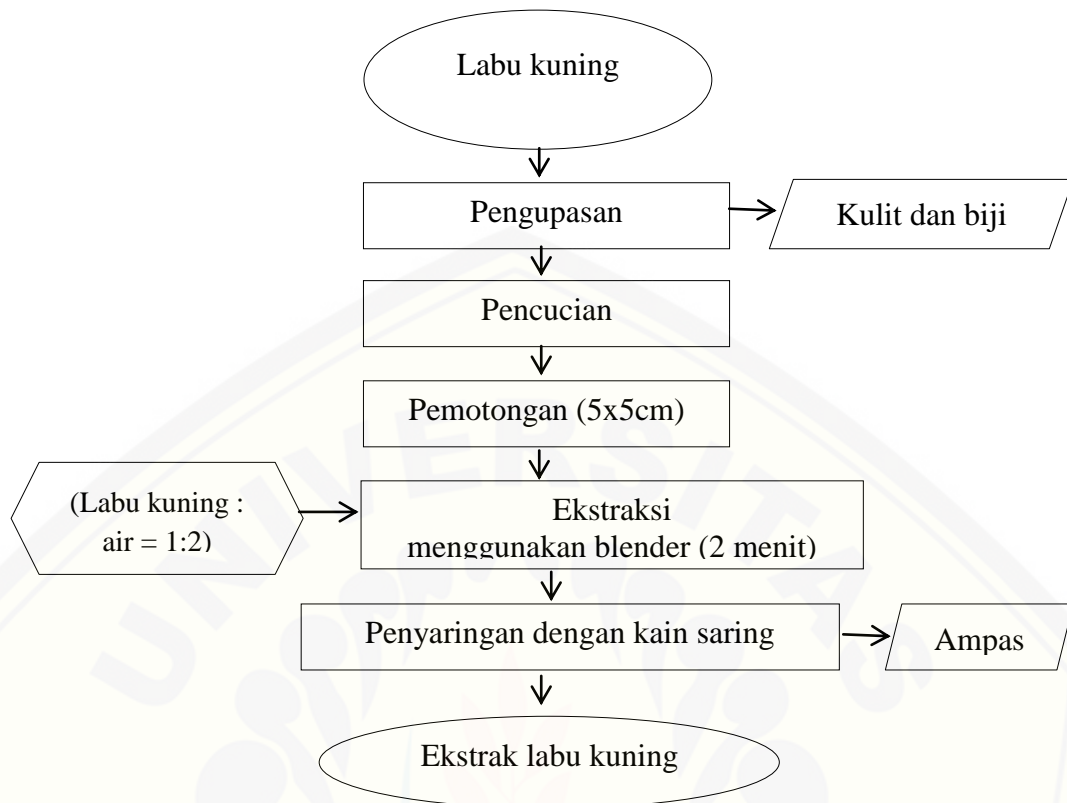 Labu kuning
Pengupasan
Kulit dan biji
Pencucian
Pemotongan (5x5cm)
(Labu kuning :
air = 1:2)
Ekstraksi
menggunakan blender (2 menit)
Penyaringan dengan kain saring
Ampas
Ekstrak labu kuning
UNIVERSITAS